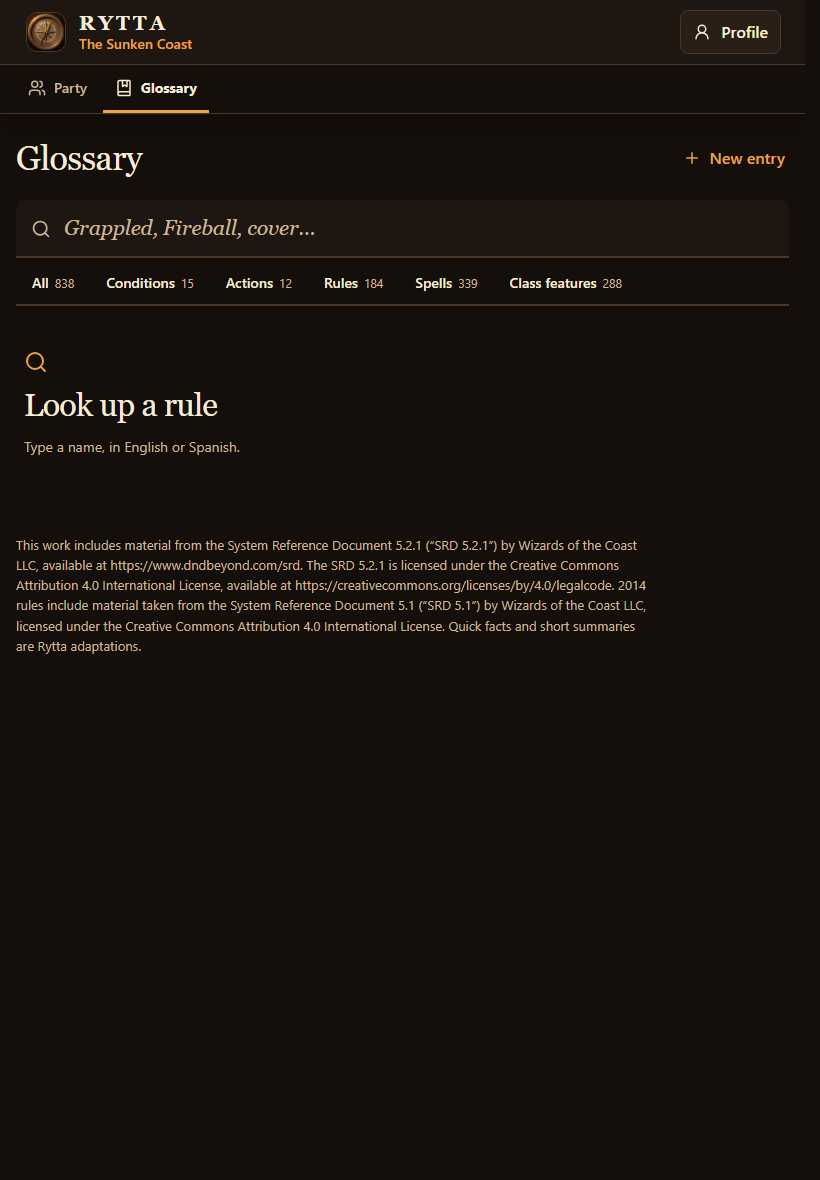 RYTTA
The Sunken Coast
Profile
Party
Glossary
Glossary
New entry
Grappled, Fireball, cover...
All 838 Conditions 15 Actions 12 Rules 184 Spells 339 Class features 288
Look up a rule
Type a name, in English or Spanish.
This work includes material from the System Reference Document 5.2.1 (“SRD 5.2.1”) by Wizards of the Coast
LLC, available at https://www.dndbeyond.com/srd. The SRD 5.2.1 is licensed under the Creative Commons
Attribution 4.0 International License, available at https://creativecommons.org/licenses/by/4.0/legalcode. 2014
rules include material taken from the System Reference Document 5.1 (“SRD 5.1”) by Wizards of the Coast LLC,
licensed under the Creative Commons Attribution 4.0 International License. Quick facts and short summaries
are Rytta adaptations.